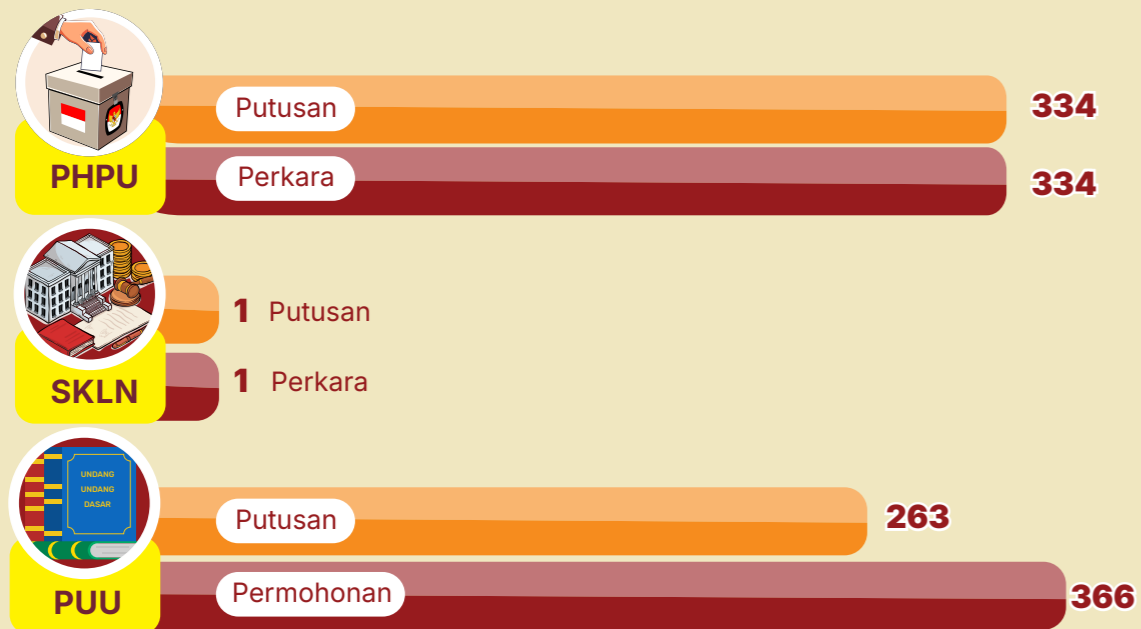 Putusan
334
PHPU
Perkara
334
1 Putusan
1 Perkara
SKLN
UNDANG
UNDANG
DASAR
Putusan
263
PUU
Permohonan
366